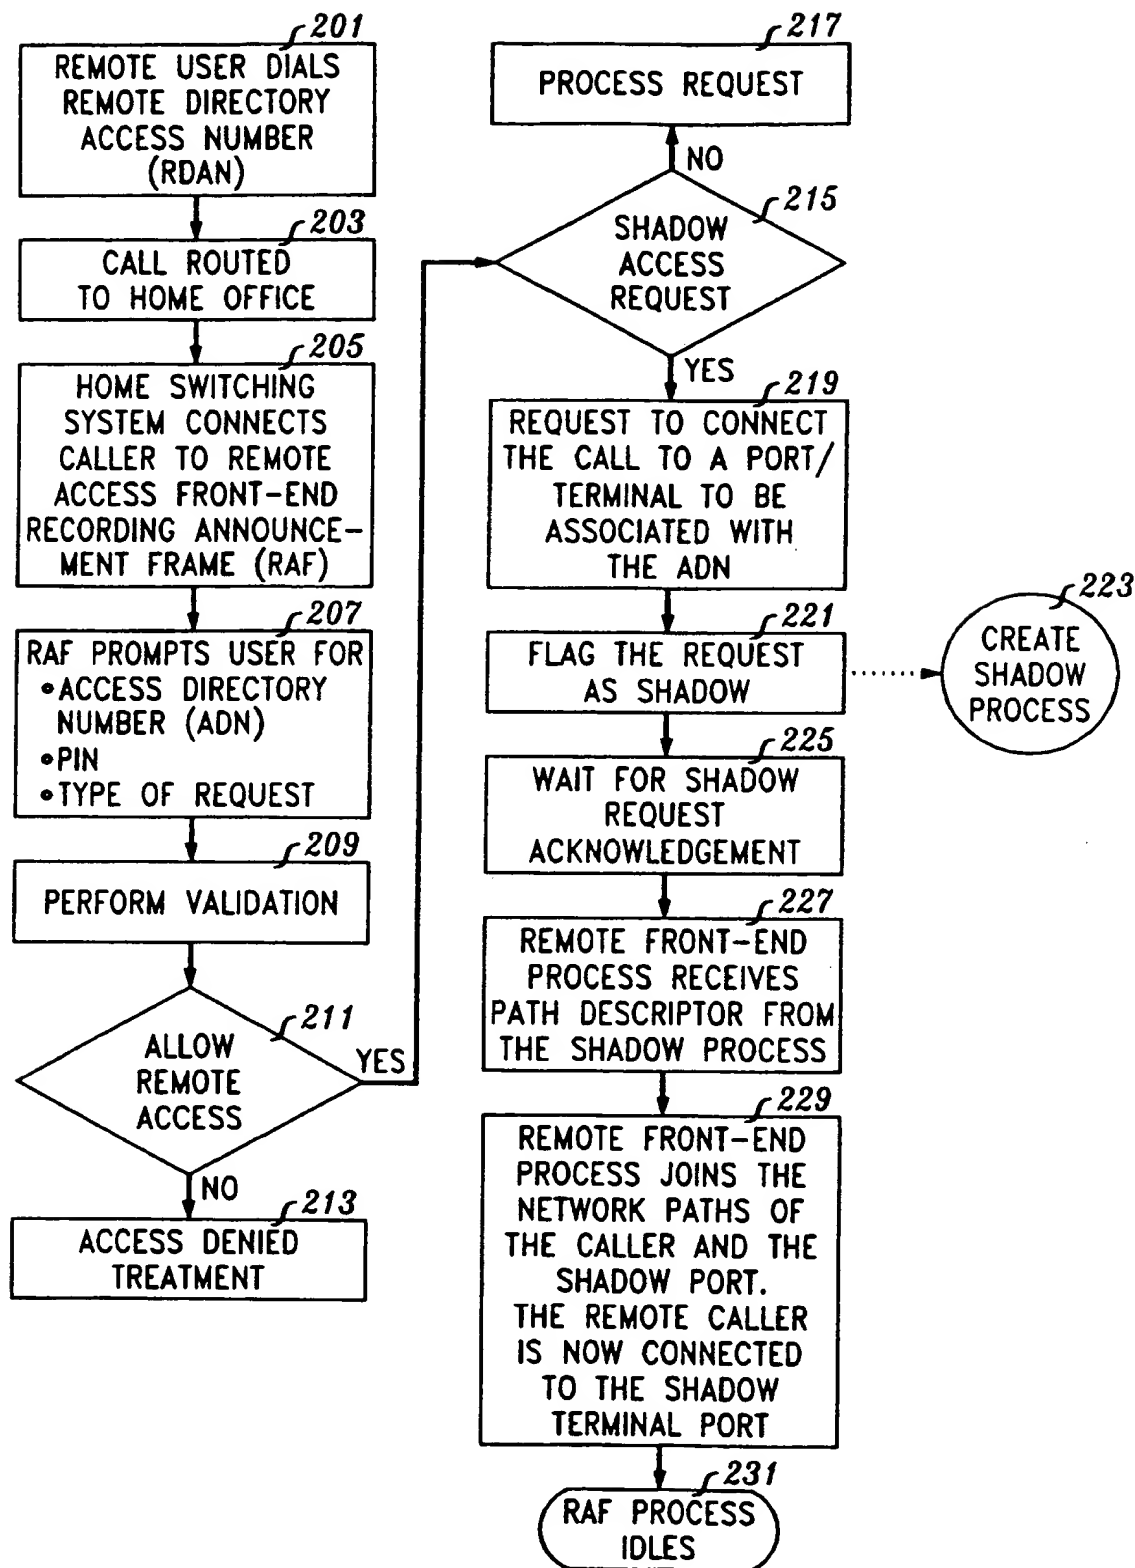 201
REMOTE USER DIALS
REMOTE DIRECTORY
ACCESS NUMBER
(RDAN)
203
CALL ROUTED
TO HOME OFFICE
205
HOME SWITCHING
SYSTEM CONNECTS
CALLER TO REMOTE
ACCESS FRONT-END
RECORDING ANNOUNCE-
MENT FRAME (RAF)
207
RAF PROMPTS USER FOR
•ACCESS DIRECTORY
NUMBER (ADN)
•PIN
•TYPE OF REQUEST
209
PERFORM VALIDATION
211
ALLOW
REMOTE
ACCESS
YES
NO
213
ACCESS DENIED
TREATMENT
217
PROCESS REQUEST
NO
215
SHADOW
ACCESS
REQUEST
YES
219
REQUEST TO CONNECT
THE CALL TO A PORT/
TERMINAL TO BE
ASSOCIATED WITH
THE ADN
221
FLAG THE REQUEST
AS SHADOW
223
CREATE
SHADOW
PROCESS
225
WAIT FOR SHADOW
REQUEST
ACKNOWLEDGEMENT
227
REMOTE FRONT-END
PROCESS RECEIVES
PATH DESCRIPTOR FROM
THE SHADOW PROCESS
229
REMOTE FRONT-END
PROCESS JOINS THE
NETWORK PATHS OF
THE CALLER AND THE
SHADOW PORT.
THE REMOTE CALLER
IS NOW CONNECTED
TO THE SHADOW
TERMINAL PORT
231
RAF PROCESS
IDLES